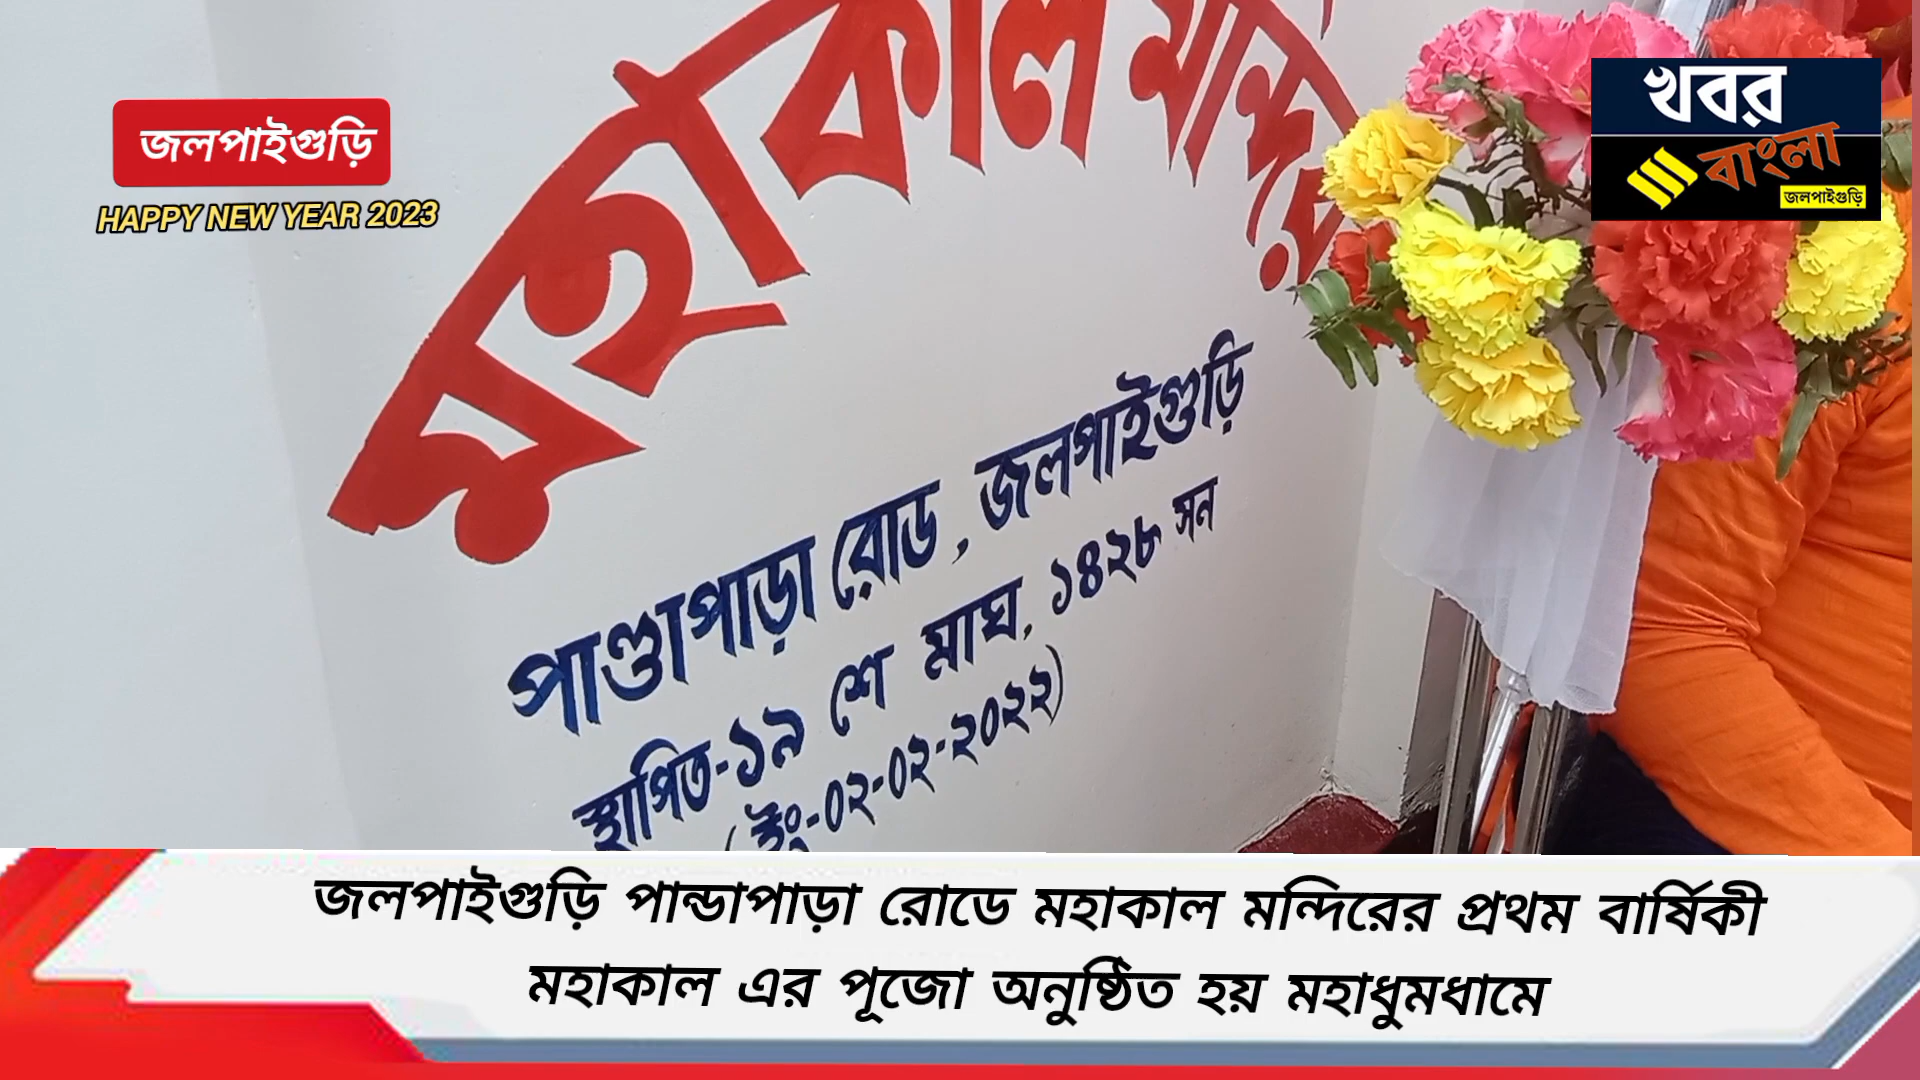 জলপাইগুড়ি
HAPPY NEW YEAR 2023
খবর
বাংলা
জলপাইগুড়ি
মহাকাল মন্দির
পাণ্ডাপাড়া রোড, জলপাইগুড়ি
স্থাপিত-১৯ শে মাঘ, ১৪২৮ সন
(ইং-০২-০২-২০২২)
জলপাইগুড়ি পান্ডাপাড়া রোডে মহাকাল মন্দিরের প্রথম বার্ষিকী
মহাকাল এর পূজো অনুষ্ঠিত হয় মহাধুমধামে